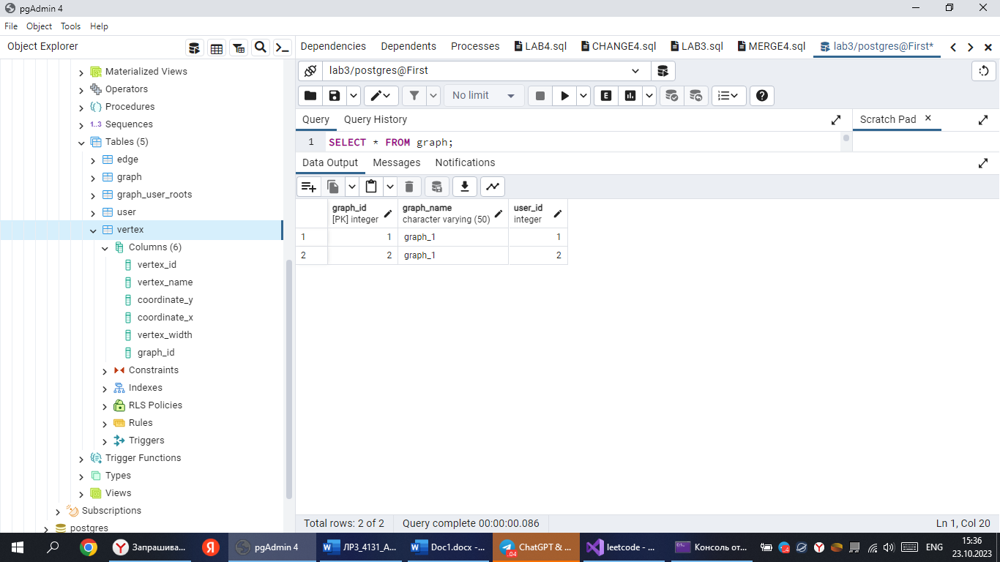 pgAdmin 4
File Object Tools Help
Object Explorer
Dependencies Dependents Processes LAB4.sql CHANGE4.sql LAB3.sql MERGE4.sql lab3/postgres@First*
lab3/postgres@First
No limit
E
Query Query History
Scratch Pad
1 SELECT * FROM graph;
Data Output Messages Notifications
graph_id graph_name user_id
[PK] integer character varying (50) integer
1 1 graph_1 1
2 2 graph_1 2
Materialized Views
Operators
Procedures
1..3 Sequences
Tables (5)
edge
graph
graph_user_roots
user
vertex
Columns (6)
vertex_id
vertex_name
coordinate_y
coordinate_x
vertex_width
graph_id
Constraints
Indexes
RLS Policies
Rules
Triggers
Trigger Functions
Types
Views
Subscriptions
postgres
Total rows: 2 of 2 Query complete 00:00:00.086 Ln 1, Col 20
Запрашива... Я pgAdmin 4 ЛР3_4131_А... Doc1.docx -... .04 ChatGPT & ... leetcode - ... Консоль от... ENG 15:36
23.10.2023